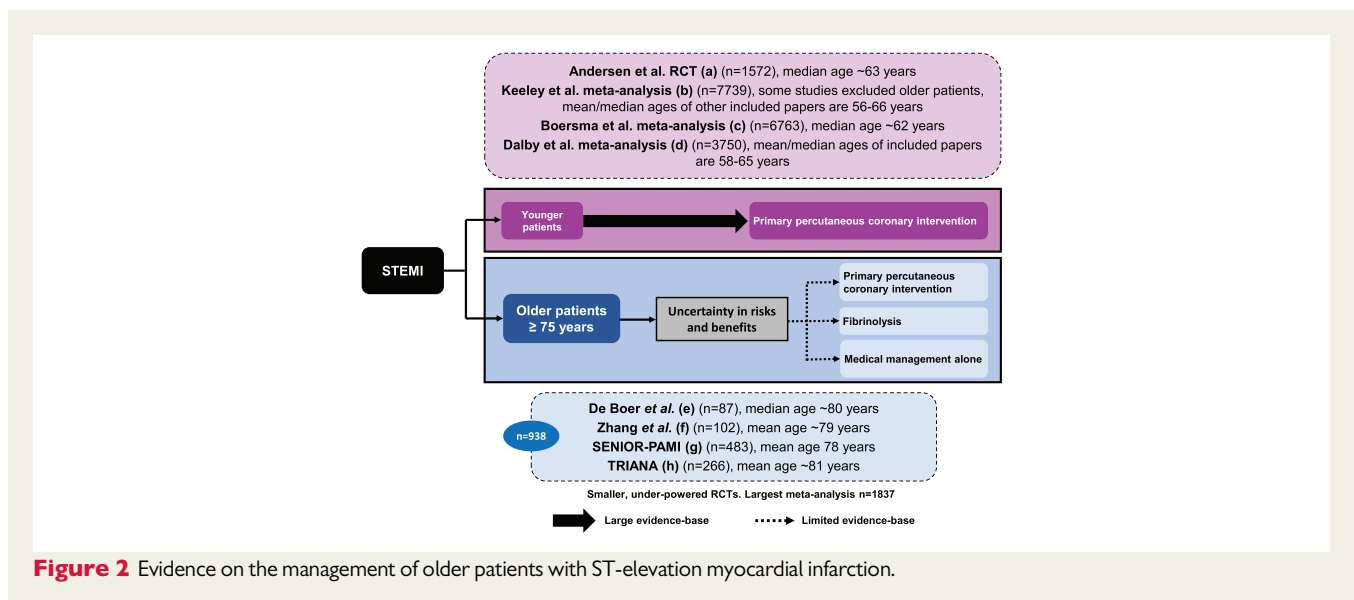 Andersen et al. RCT (a) (n=1572), median age ~63 years
Keeley et al. meta-analysis (b) (n=7739), some studies excluded older patients,
mean/median ages of other included papers are 56-66 years
Boersma et al. meta-analysis (c) (n=6763), median age ~62 years
Dalby et al. meta-analysis (d) (n=3750), mean/median ages of included papers
are 58-65 years
Younger
patients
Primary percutaneous coronary intervention
STEMI
Older patients
≥ 75 years
Uncertainty in risks
and benefits
Primary percutaneous
coronary intervention
Fibrinolysis
Medical management alone
n=938
De Boer et al. (e) (n=87), median age ~80 years
Zhang et al. (f) (n=102), mean age ~79 years
SENIOR-PAMI (g) (n=483), mean age 78 years
TRIANA (h) (n=266), mean age ~81 years
Smaller, under-powered RCTs. Largest meta-analysis n=1837
Large evidence-base
Limited evidence-base
Figure 2 Evidence on the management of older patients with ST-elevation myocardial infarction.